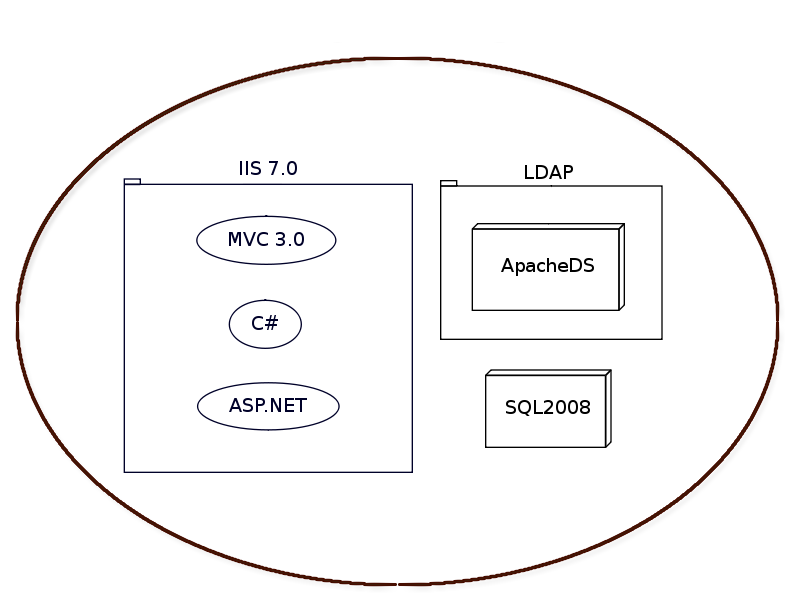 IIS 7.0
MVC 3.0
C#
ASP.NET
LDAP
ApacheDS
SQL2008